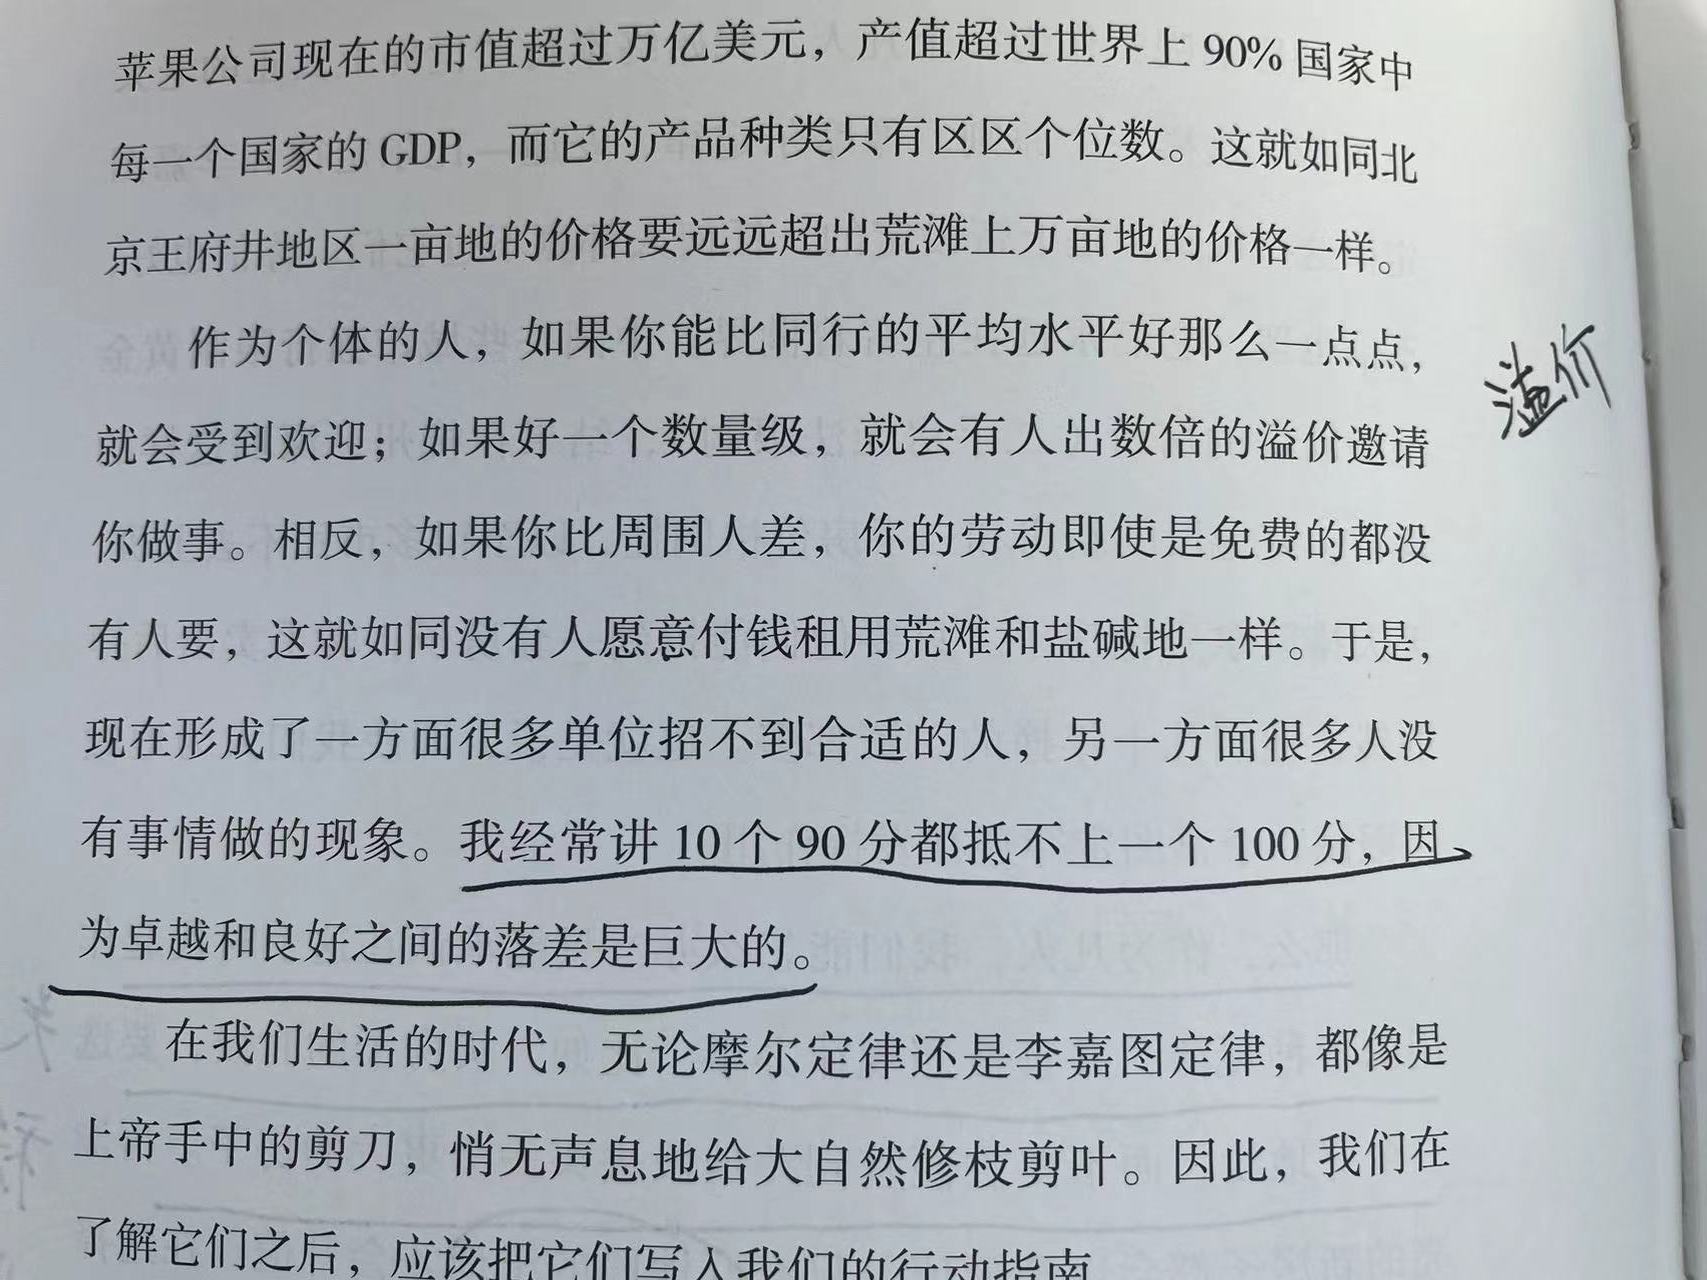 苹果公司现在的市值超过万亿美元，产值超过世界上 90% 国家中
每一个国家的 GDP，而它的产品种类只有区区个位数。这就如同北
京王府井地区一亩地的价格要远远超出荒滩上万亩地的价格一样。
作为个体的人，如果你能比同行的平均水平好那么一点点，
溢价
就会受到欢迎；如果好一个数量级，就会有人出数倍的溢价邀请
你做事。相反，如果你比周围人差，你的劳动即使是免费的都没
有人要，这就如同没有人愿意付钱租用荒滩和盐碱地一样。于是，
现在形成了一方面很多单位招不到合适的人，另一方面很多人没
有事情做的现象。我经常讲 10 个 90 分都抵不上一个 100 分，因
为卓越和良好之间的落差是巨大的。
在我们生活的时代，无论摩尔定律还是李嘉图定律，都像是
上帝手中的剪刀，悄无声息地给大自然修枝剪叶。因此，我们在
了解它们之后，应该把它们写入我们的行动指南